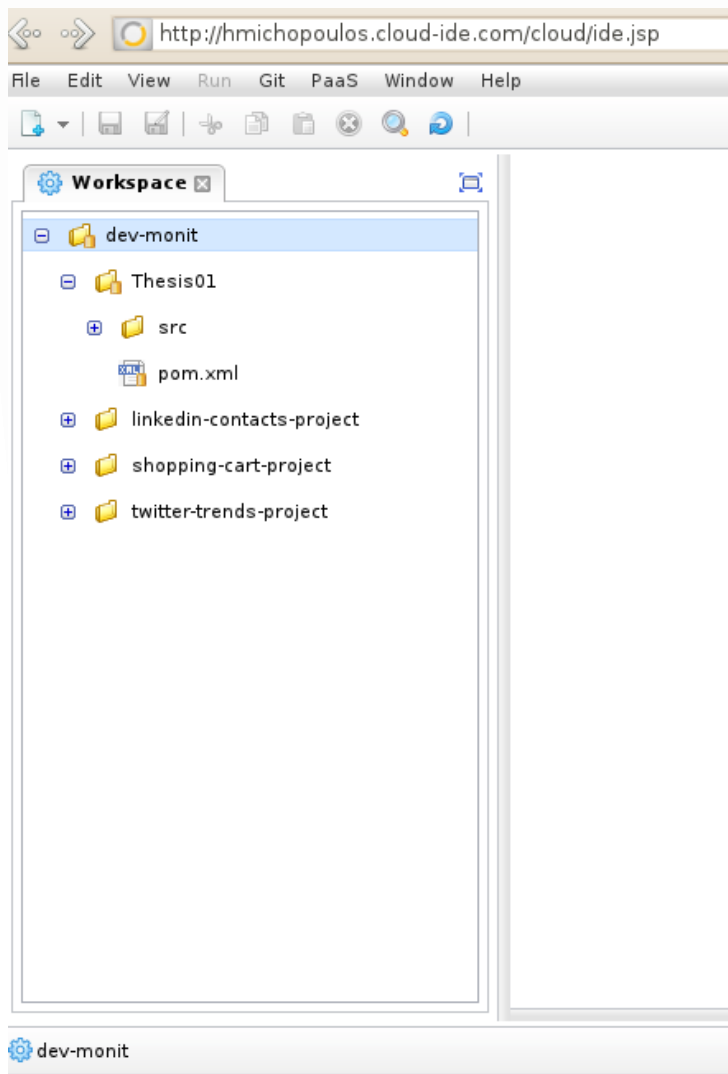 http://hmichopoulos.cloud-ide.com/cloud/ide.jsp
File Edit View Run Git PaaS Window Help
Workspace
dev-monit
Thesis01
src
pom.xml
linkedin-contacts-project
shopping-cart-project
twitter-trends-project
dev-monit